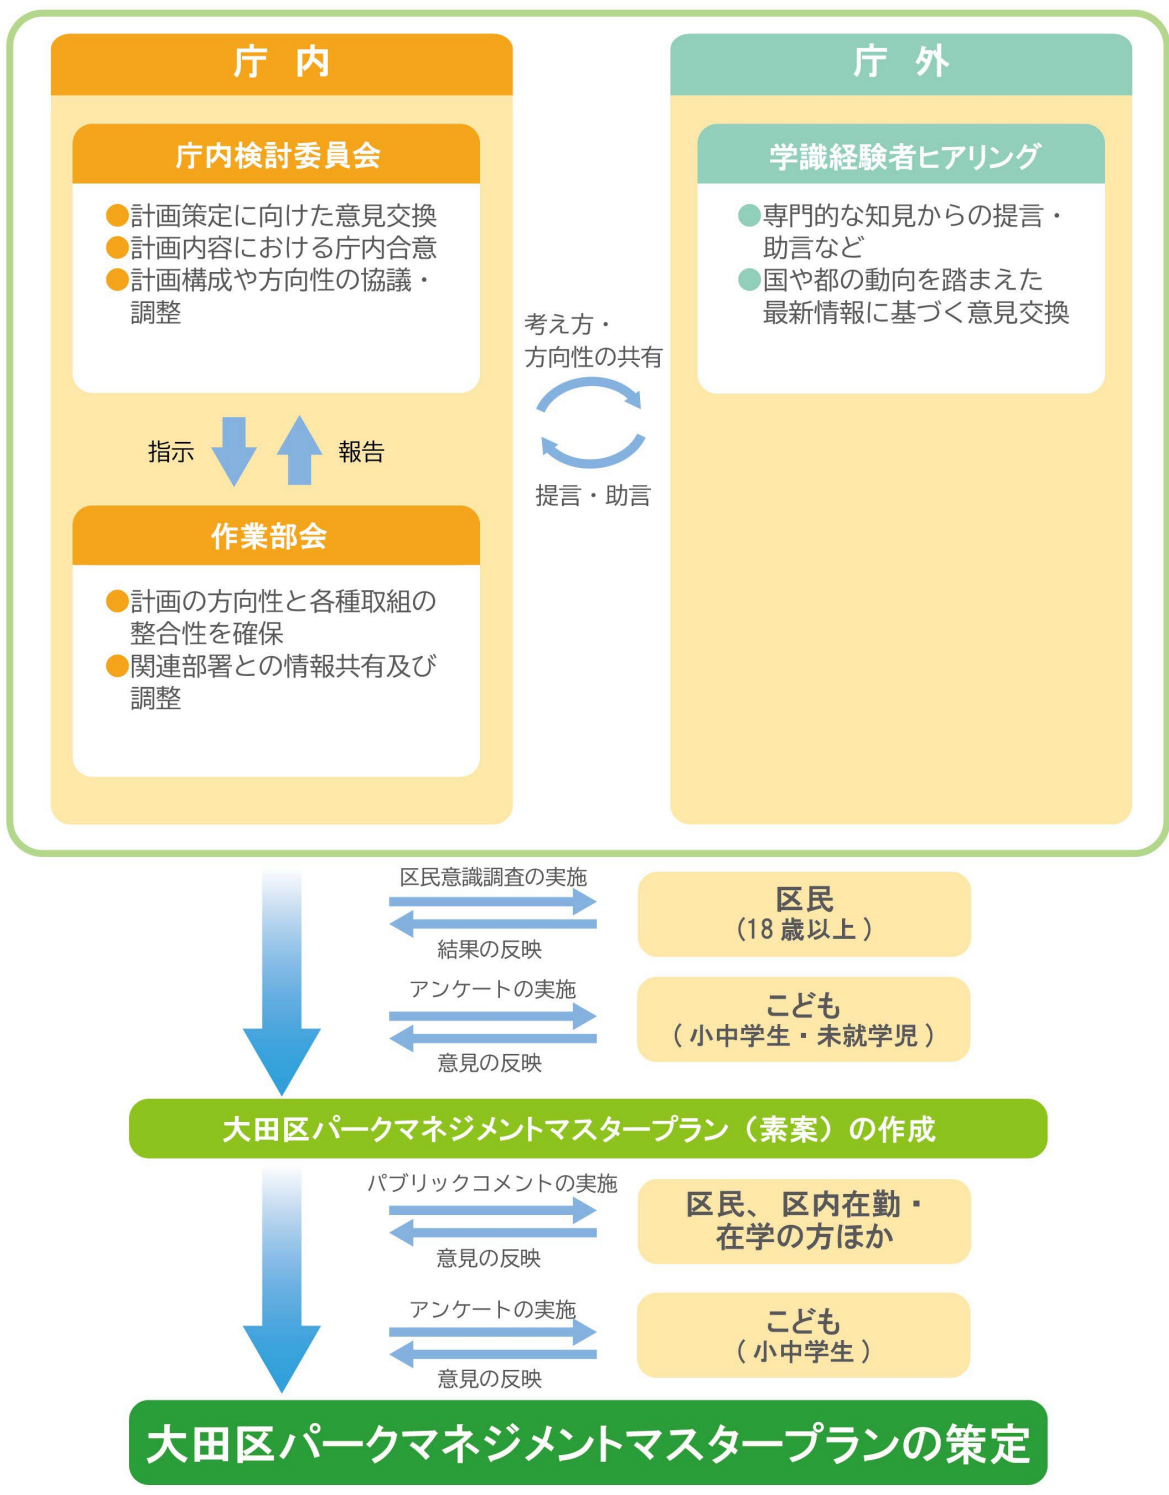 庁 内
庁内検討委員会
●計画策定に向けた意見交換
●計画内容における庁内合意
●計画構成や方向性の協議・
調整
指示
報告
作業部会
●計画の方向性と各種取組の
整合性を確保
●関連部署との情報共有及び
調整
考え方・
方向性の共有
提言・助言
庁 外
学識経験者ヒアリング
●専門的な知見からの提言・
助言など
●国や都の動向を踏まえた
最新情報に基づく意見交換
区民意識調査の実施
結果の反映
区民
(18 歳以上 )
アンケートの実施
意見の反映
こども
( 小中学生・未就学児 )
大田区パークマネジメントマスタープラン（素案）の作成
パブリックコメントの実施
意見の反映
区民、 区内在勤・
在学の方ほか
アンケートの実施
意見の反映
こども
( 小中学生 )
大田区パークマネジメントマスタープランの策定